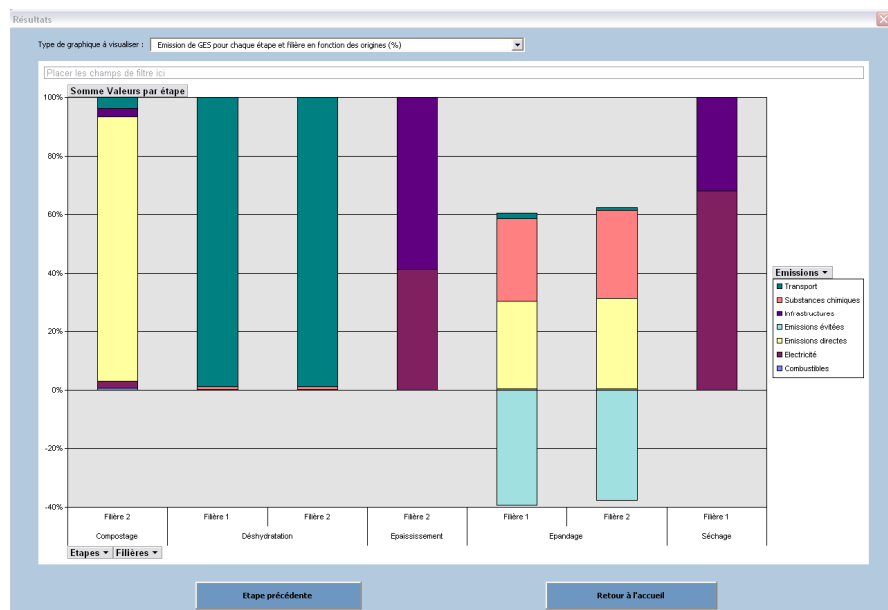 Résultats
Type de graphique à visualiser : Emission de GES pour chaque étape et filière en fonction des origines (%)
Placer les champs de filtre ici
Somme Valeurs par étape
100%
80%
60%
40%
20%
0%
-20%
-40%
Emissions
Transport
Substances chimiques
Infrastructures
Emissions évitées
Emissions directes
Electricité
Combustibles
Filière 2 Filière 1 Filière 2 Filière 2 Filière 1 Filière 2 Filière 1
Compostage Déshydratation Epaississement Epandage Séchage
Etapes Filières
Etape précédente Retour à l'accueil